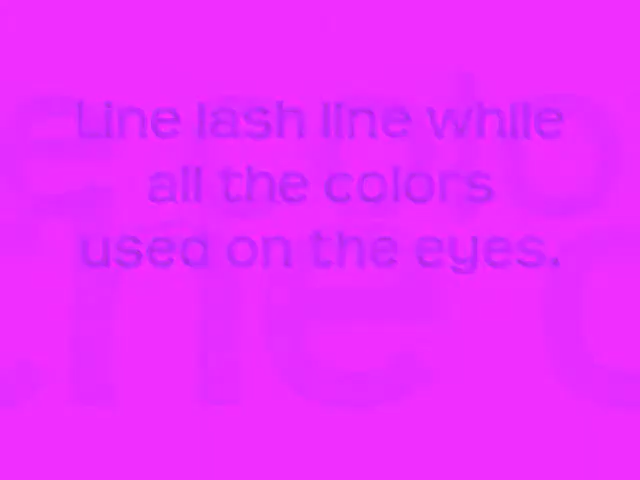 Line lash line while
all the colors
used on the eyes.